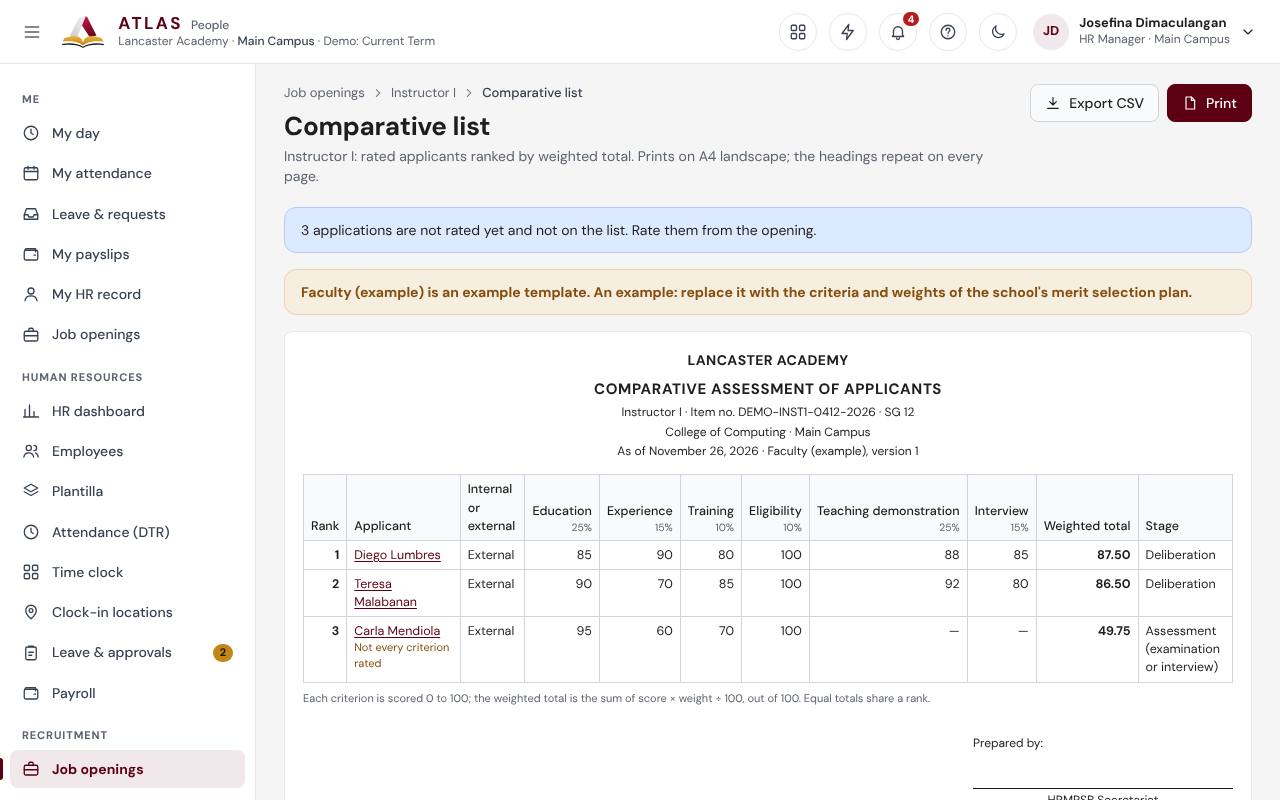 ATLAS People
Lancaster Academy · Main Campus · Demo: Current Term
4
JD
Josefina Dimaculangan
HR Manager · Main Campus
ME
My day
My attendance
Leave & requests
My payslips
My HR record
Job openings
HUMAN RESOURCES
HR dashboard
Employees
Plantilla
Attendance (DTR)
Time clock
Clock-in locations
Leave & approvals 2
Payroll
RECRUITMENT
Job openings
Job openings > Instructor I > Comparative list
Export CSV
Print
Comparative list
Instructor I: rated applicants ranked by weighted total. Prints on A4 landscape; the headings repeat on every
page.
3 applications are not rated yet and not on the list. Rate them from the opening.
Faculty (example) is an example template. An example: replace it with the criteria and weights of the school's merit selection plan.
LANCASTER ACADEMY
COMPARATIVE ASSESSMENT OF APPLICANTS
Instructor I · Item no. DEMO-INST1-0412-2026 · SG 12
College of Computing · Main Campus
As of November 26, 2026 · Faculty (example), version 1
Rank Applicant Internal or external Education 25% Experience 15% Training 10% Eligibility 10% Teaching demonstration 25% Interview 15% Weighted total Stage
1 Diego Lumbres External 85 90 80 100 88 85 87.50 Deliberation
2 Teresa Malabanan External 90 70 85 100 92 80 86.50 Deliberation
3 Carla Mendiola Not every criterion rated External 95 60 70 100 — — 49.75 Assessment (examination or interview)
Each criterion is scored 0 to 100; the weighted total is the sum of score × weight ÷ 100, out of 100. Equal totals share a rank.
Prepared by:
HRMPSB Secretariat